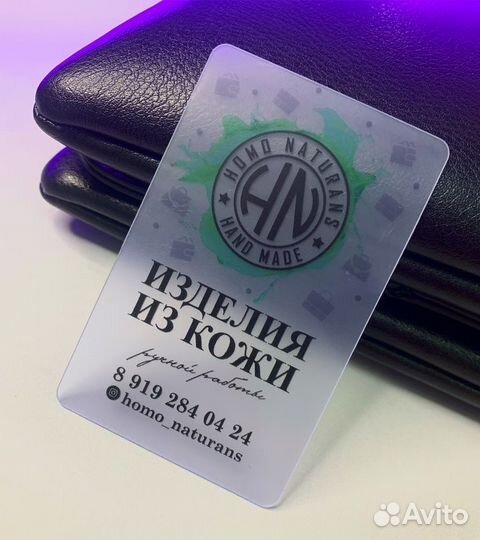 HOMO NATURANS
HN
HAND MADE
ИЗДЕЛИЯ
ИЗ КОЖИ
ручной работы
8 919 284 04 24
homo_naturans
Avito